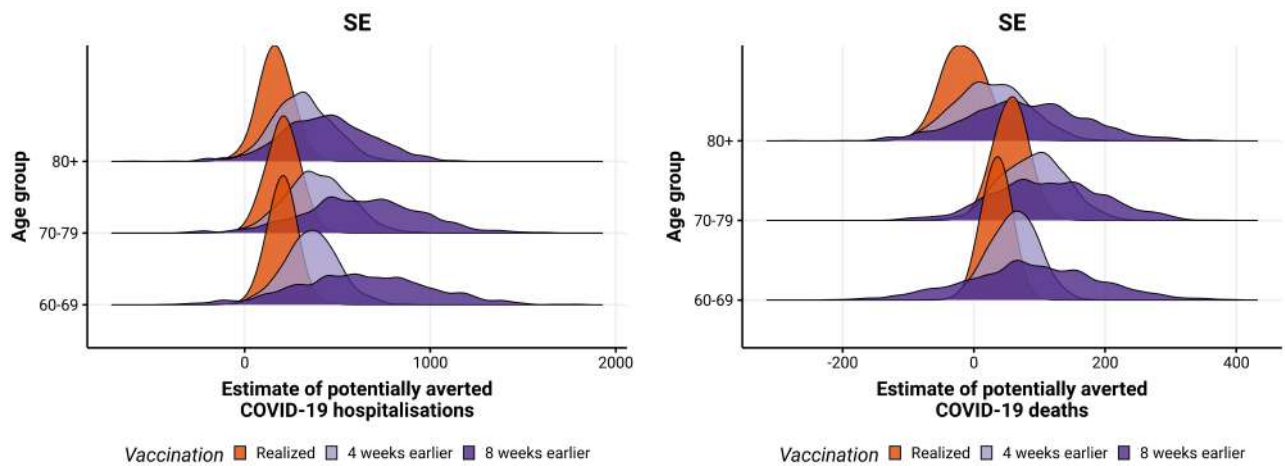 SE
Age group
80+
70-79
60-69
0 1000 2000
Estimate of potentially averted
COVID-19 hospitalisations
Vaccination Realized 4 weeks earlier 8 weeks earlier
SE
Age group
80+
70-79
60-69
-200 0 200 400
Estimate of potentially averted
COVID-19 deaths
Vaccination Realized 4 weeks earlier 8 weeks earlier